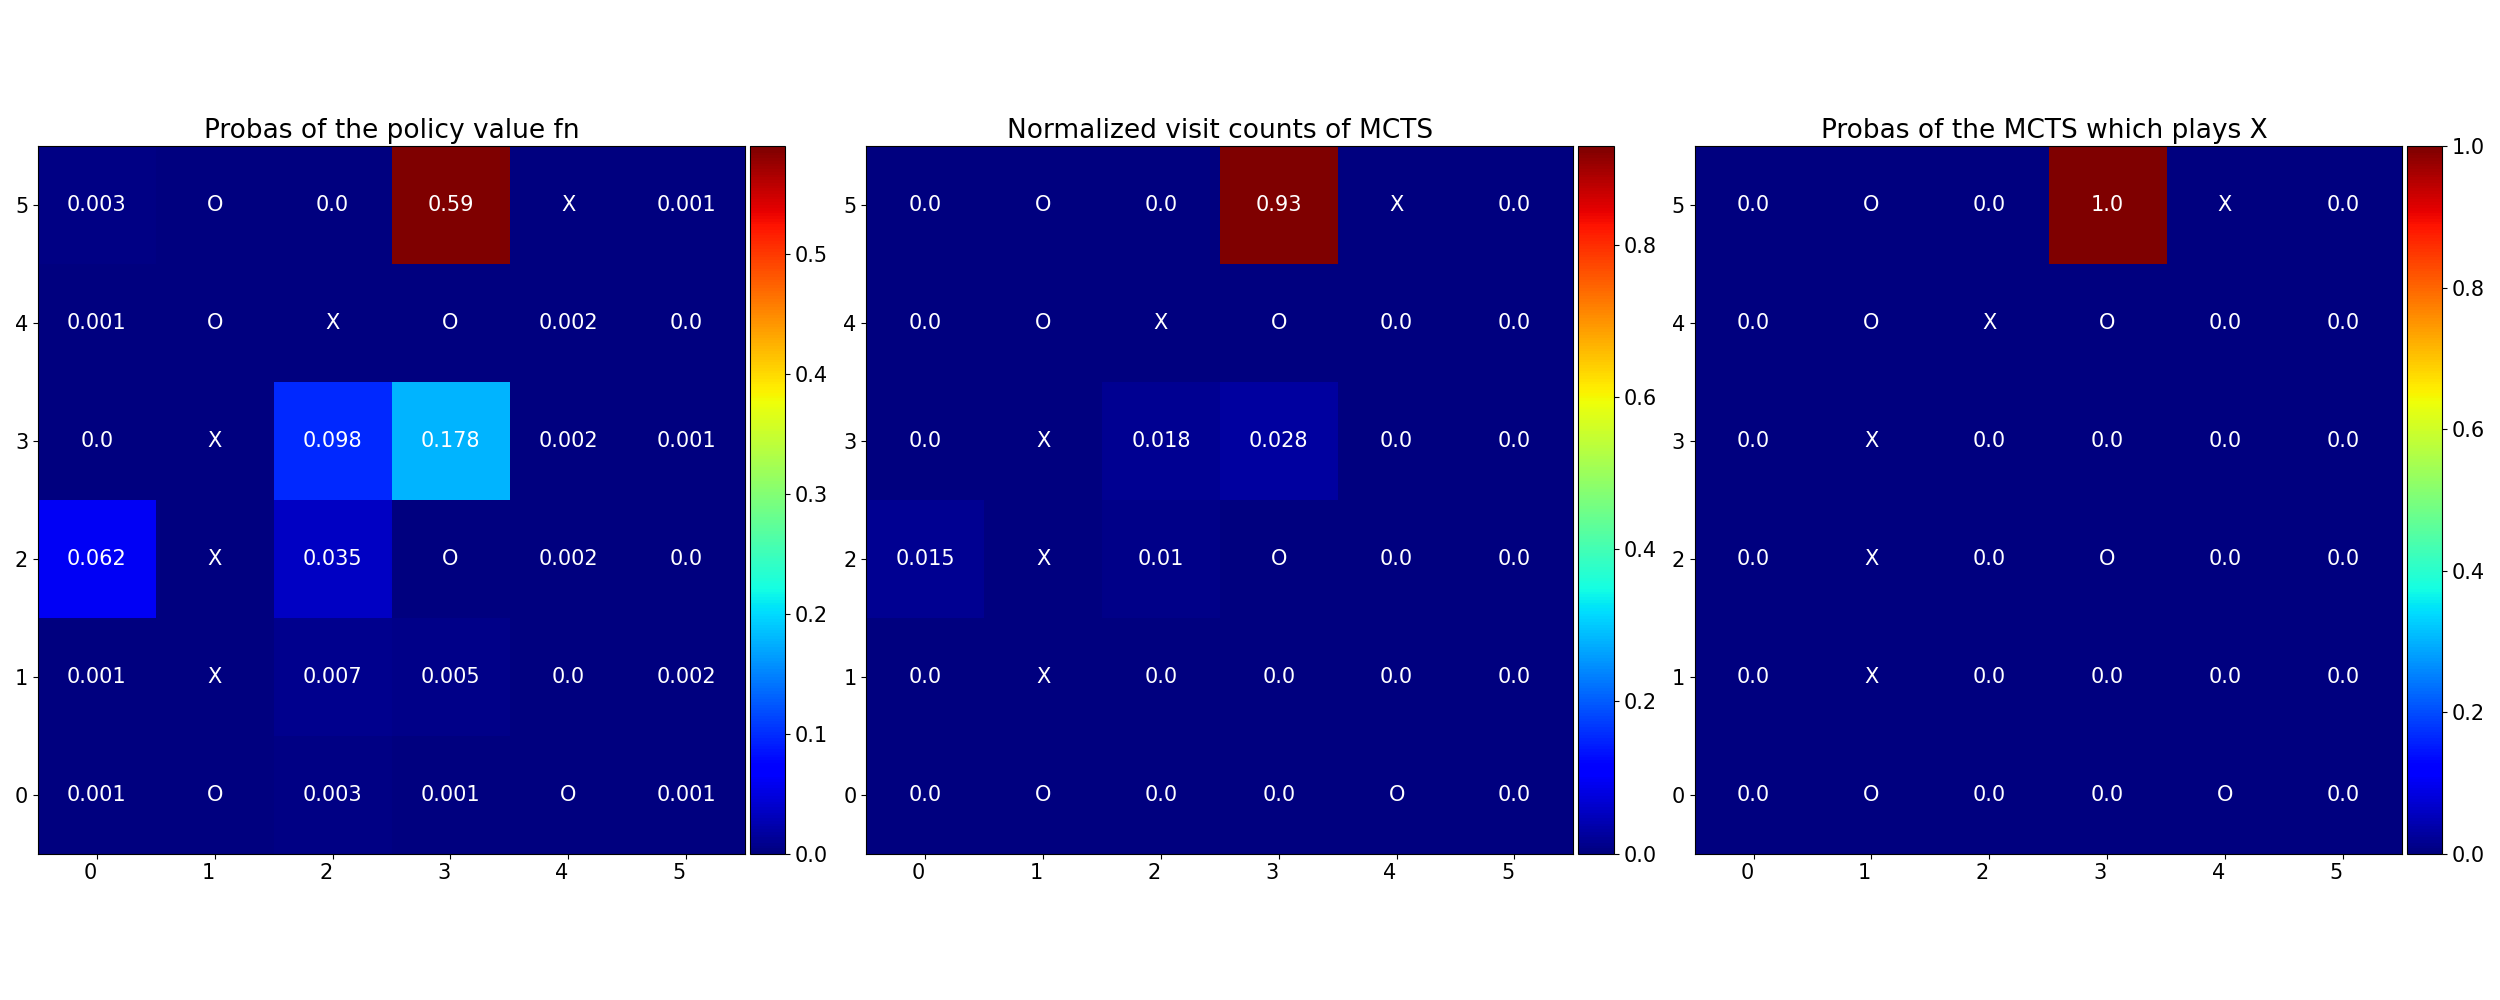 Probas of the policy value fn
5 0.003 O 0.0 0.59 X 0.001
4 0.001 O X O 0.002 0.0
3 0.0 X 0.098 0.178 0.002 0.001
2 0.062 X 0.035 O 0.002 0.0
1 0.001 X 0.007 0.005 0.0 0.002
0 0.001 O 0.003 0.001 O 0.001
0 1 2 3 4 5
0.5
0.4
0.3
0.2
0.1
0.0
Normalized visit counts of MCTS
5 0.0 O 0.0 0.93 X 0.0
4 0.0 O X O 0.0 0.0
3 0.0 X 0.018 0.028 0.0 0.0
2 0.015 X 0.01 O 0.0 0.0
1 0.0 X 0.0 0.0 0.0 0.0
0 0.0 O 0.0 0.0 O 0.0
0 1 2 3 4 5
0.8
0.6
0.4
0.2
0.0
Probas of the MCTS which plays X
5 0.0 O 0.0 1.0 X 0.0
4 0.0 O X O 0.0 0.0
3 0.0 X 0.0 0.0 0.0 0.0
2 0.0 X 0.0 O 0.0 0.0
1 0.0 X 0.0 0.0 0.0 0.0
0 0.0 O 0.0 0.0 O 0.0
0 1 2 3 4 5
1.0
0.8
0.6
0.4
0.2
0.0